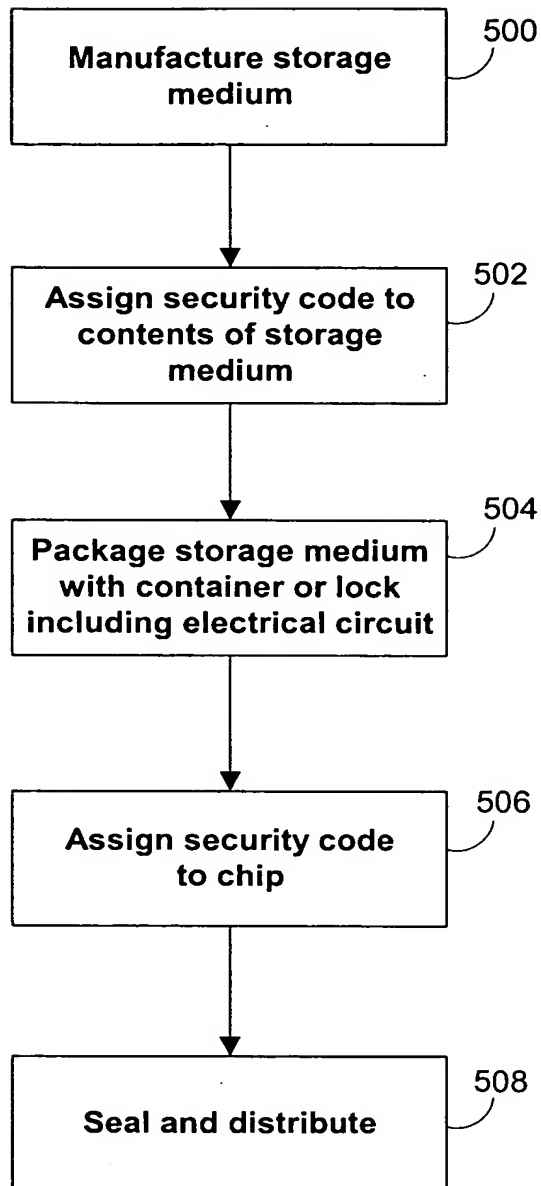 500
Manufacture storage
medium
502
Assign security code to
contents of storage
medium
504
Package storage medium
with container or lock
including electrical circuit
506
Assign security code
to chip
508
Seal and distribute